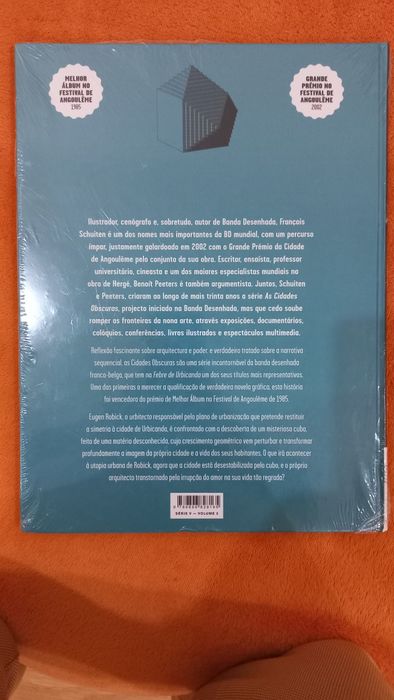 MELHOR
ÁLBUM NO
FESTIVAL DE
ANGOULÊME
1985
GRANDE
PRÉMIO NO
FESTIVAL DE
ANGOULÊME
2002
Ilustrador, cenógrafo e, sobretudo, autor de Banda Desenhada, François
Schuiten é um dos nomes mais importantes da BD mundial, com um percurso
ímpar, justamente galardoado em 2002 com o Grande Prémio da Cidade
de Angoulême pelo conjunto da sua obra. Escritor, ensaísta, professor
universitário, cineasta e um dos maiores especialistas mundiais na
obra de Hergé, Benoît Peeters é também argumentista. Juntos, Schuiten
e Peeters, criaram ao longo de mais trinta anos a série As Cidades
Obscuras, projecto iniciado na Banda Desenhada, mas que cedo soube
romper as fronteiras da nona arte, através exposições, documentários,
colóquios, conferências, livros ilustrados e espectáculos multimedia.
Reflexão fascinante sobre arquitectura e poder, e verdadeiro tratado sobre a narrativa
sequencial, as Cidades Obscuras são uma série incontornável da banda desenhada
franco-belga, que tem na Febre de Urbicanda um dos seus títulos mais representativos.
Uma das primeiras a merecer a qualificação de verdadeira novela gráfica, esta história
foi vencedora do prémio de Melhor Álbum no Festival de Angoulême de 1985.
Eugen Robick, o urbitecto responsável pelo plano de urbanização que pretende restituir
a simetria à cidade de Urbicanda, é confrontado com a descoberta de um misterioso cubo,
feito de uma matéria desconhecida, cujo crescimento geométrico vem perturbar e transformar
profundamente a imagem da própria cidade e a vida dos seus habitantes. O que irá acontecer à
utopia urbana de Robick, agora que a cidade está desestabilizada pelo cubo, e o próprio
arquitecto transformado pela irrupção do amor na sua vida tão regrada?
SÉRIE V — VOLUME